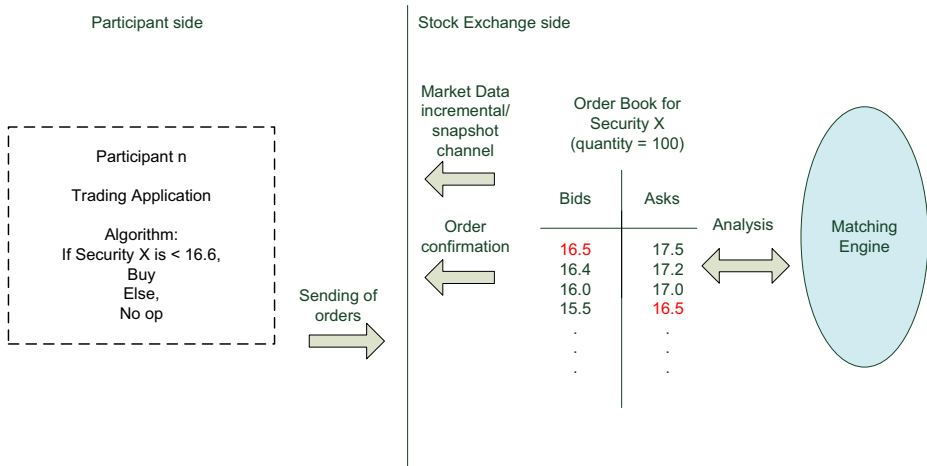 Participant side
Stock Exchange side
Participant n
Trading Application
Algorithm:
If Security X is < 16.6,
Buy
Else,
No op
Sending of
orders
Market Data
incremental/
snapshot
channel
Order
confirmation
Order Book for
Security X
(quantity = 100)
Bids Asks
16.5 17.5
16.4 17.2
16.0 17.0
15.5 16.5
. .
. .
. .
Analysis
Matching
Engine